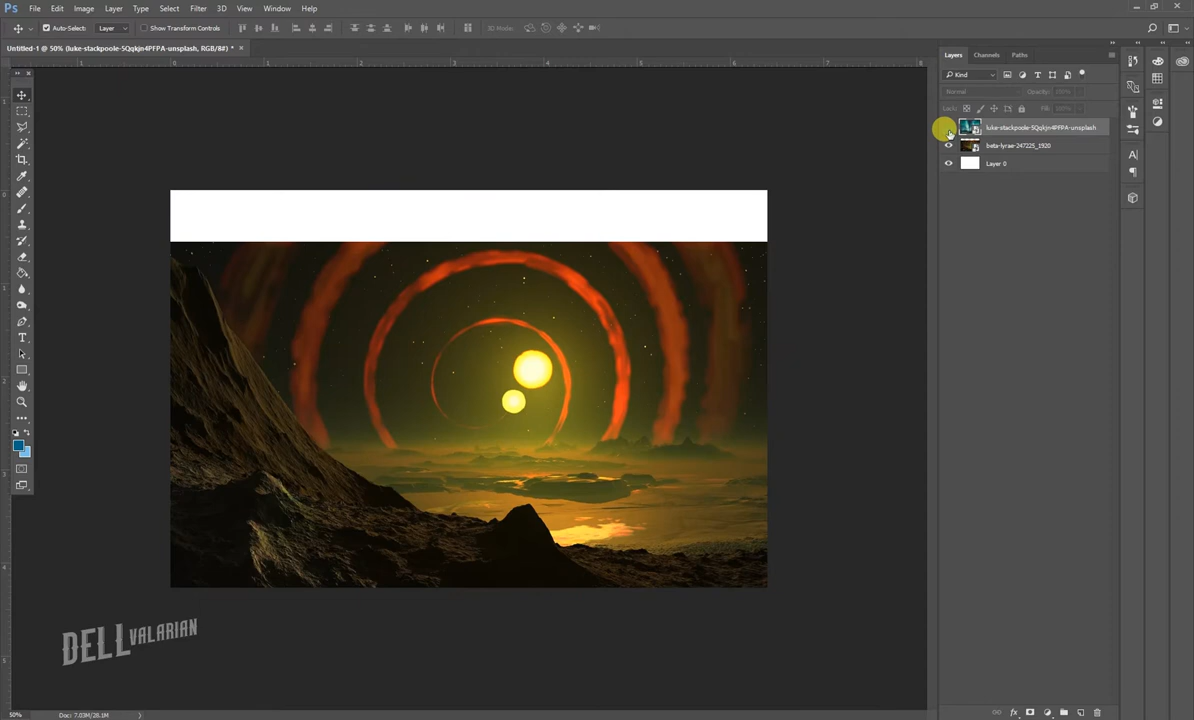 Ps File Edit Image Layer Type Select Filter 3D View Window Help
Auto-Select: Layer Show Transform Controls 3D Mode:
Untitled-1 @ 50% (luke-stackpoole-5Qqkjn4PFPA-unsplash, RGB/8#) * ×
Layers Channels Paths
Kind
Normal Opacity: 100%
Lock: Fill: 100%
luke-stackpoole-5Qqkjn4PFPA-unsplash
beta-lyrae-247225_1920
Layer 0
DELL VALARIAN
50% Doc: 7.03M/28.1M